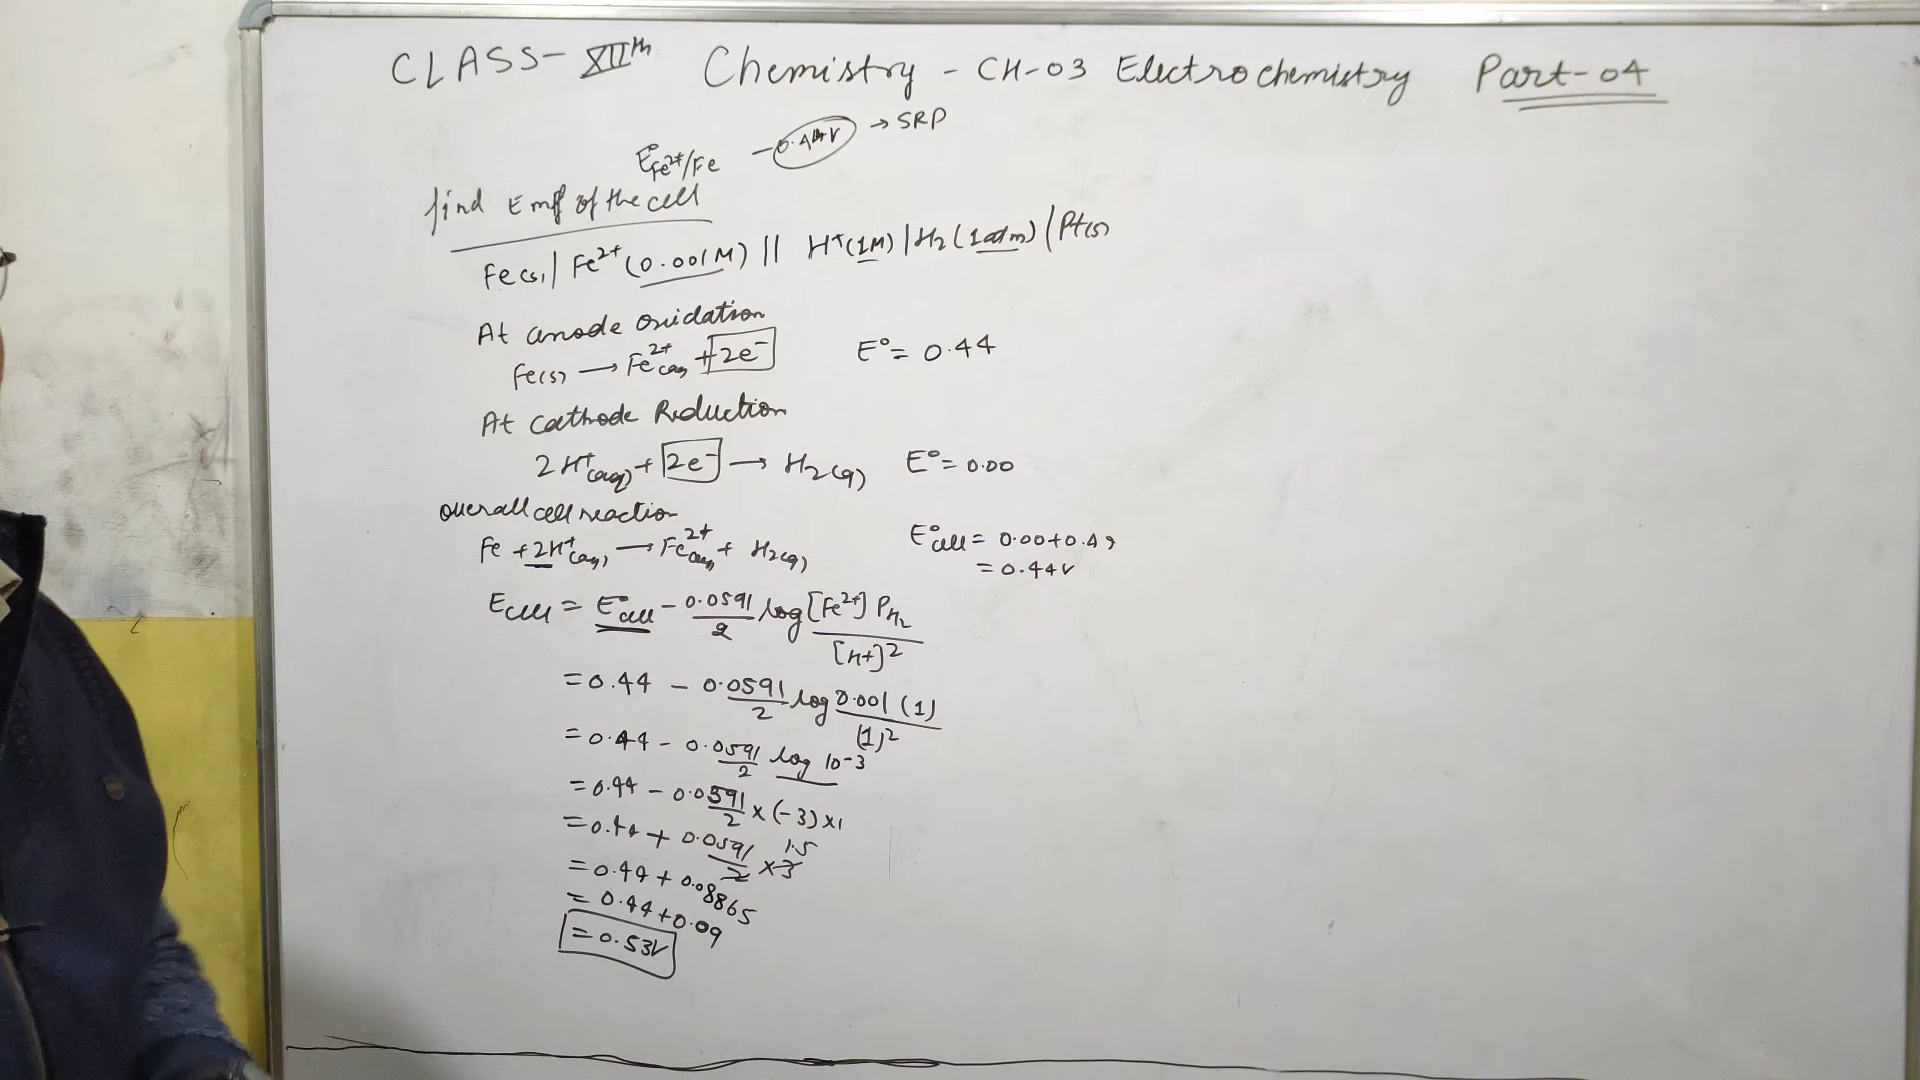 CLASS-XIIth Chemistry - CH-03 Electrochemistry Part-04
E°Fe2+/Fe -0.44V → SRP
find Emf of the cell
Fe(s) | Fe2+ (0.001M) || H+(1M) | H2 (1atm) | Pt(s)
At anode Oxidation
Fe(s) → Fe2+(aq) + 2e- E° = 0.44
At cathode Reduction
2H+(aq) + 2e- → H2(g) E° = 0.00
overall cell reaction
Fe + 2H+(aq) → Fe2+(aq) + H2(g) E°cell = 0.00+0.44
= 0.44V
Ecell = E°cell - 0.0591/2 log [Fe2+] PH2 / [H+]2
= 0.44 - 0.0591/2 log 0.001 (1) / (1)2
= 0.44 - 0.0591/2 log 10-3
= 0.44 - 0.0591/2 × (-3) ×1
= 0.44 + 0.0591/2 × 3 1.5
= 0.44 + 0.08865
= 0.44 + 0.09
= 0.53V